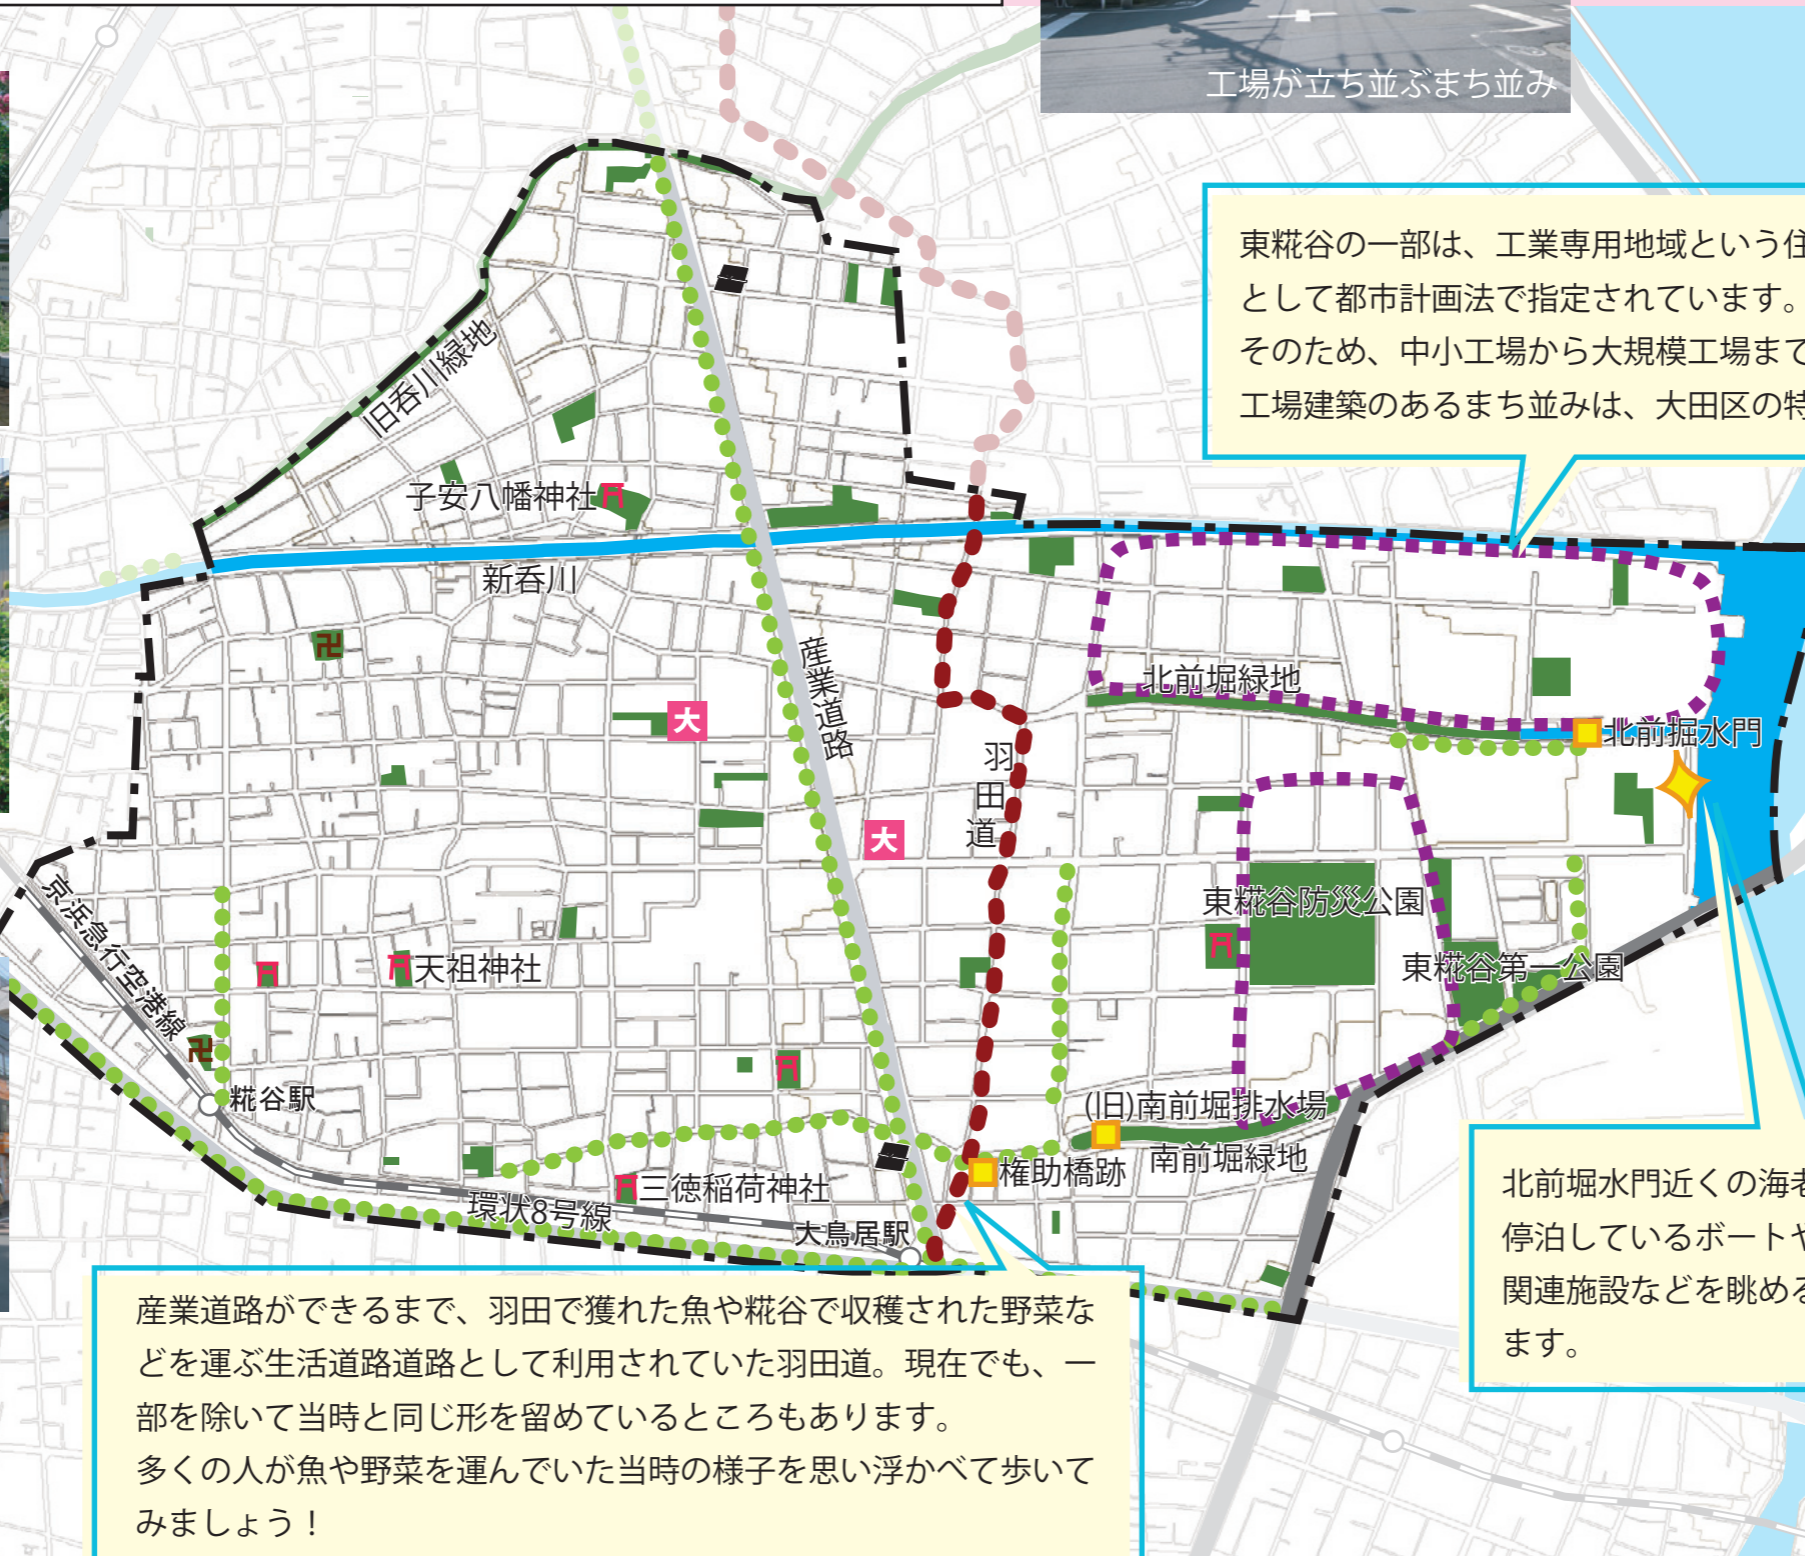 工場が立ち並ぶまち並み
東糀谷の一部は、工業専用地域という住
として都市計画法で指定されています。
そのため、中小工場から大規模工場まで
工場建築のあるまち並みは、大田区の特
旧呑川緑地
子安八幡神社
新呑川
産業道路
北前堀緑地
北前掘水門
大
羽田道
大
東糀谷防災公園
京浜急行空港線
天祖神社
東糀谷第一公園
糀谷駅
(旧)南前堀排水場
南前堀緑地
権助橋跡
三徳稲荷神社
環状8号線
大鳥居駅
北前堀水門近くの海老
停泊しているボートや
関連施設などを眺める
ます。
産業道路ができるまで、羽田で獲れた魚や糀谷で収穫された野菜な
どを運ぶ生活道路道路として利用されていた羽田道。現在でも、一
部を除いて当時と同じ形を留めているところもあります。
多くの人が魚や野菜を運んでいた当時の様子を思い浮かべて歩いて
みましょう！